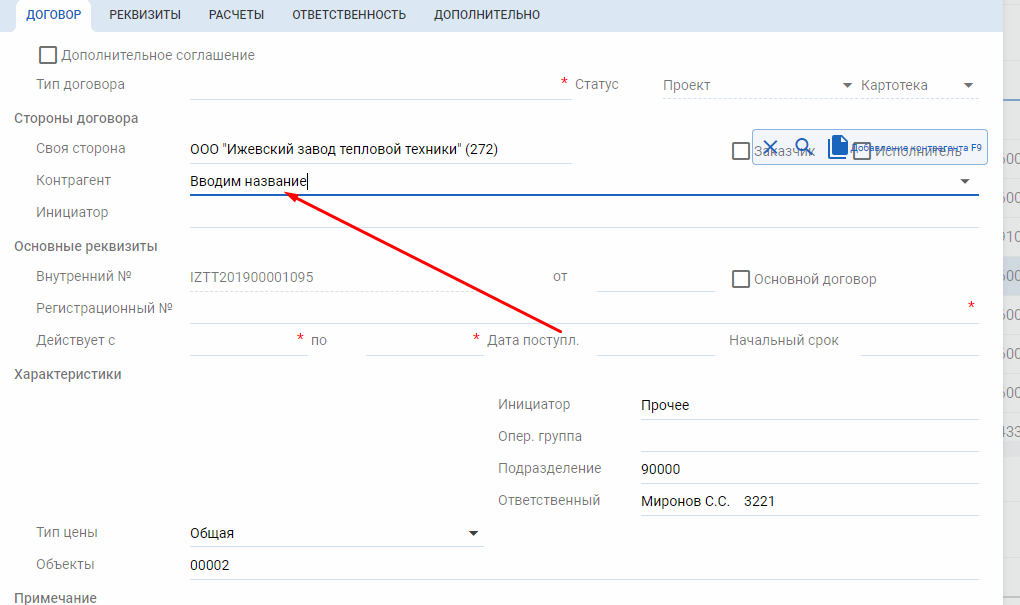 ДОГОВОР РЕКВИЗИТЫ РАСЧЕТЫ ОТВЕТСТВЕННОСТЬ ДОПОЛНИТЕЛЬНО
Дополнительное соглашение
Тип договора * Статус Проект Картотека
Стороны договора
Своя сторона ООО "Ижевский завод тепловой техники" (272) Заказчик Исполнитель
Добавление контрагента F9
Контрагент Вводим название
Инициатор
Основные реквизиты
Внутренний № IZTT201900001095 от Основной договор
Регистрационный № *
Действует с * по * Дата поступл. Начальный срок
Характеристики
Инициатор Прочее
Опер. группа
Подразделение 90000
Ответственный Миронов С.С. 3221
Тип цены Общая
Объекты 00002
Примечание